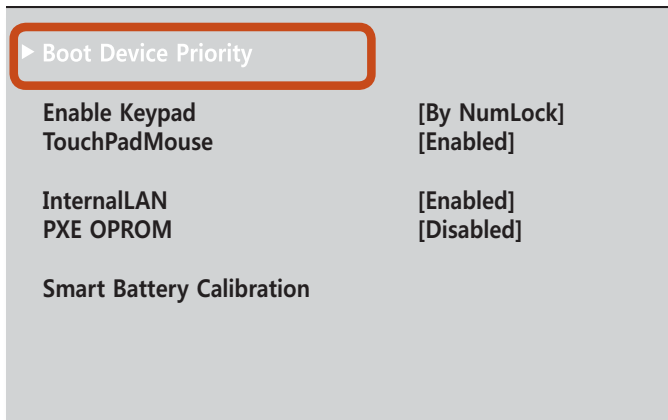 Boot Device Priority
Enable Keypad [By NumLock]
TouchPadMouse [Enabled]
InternalLAN [Enabled]
PXE OPROM [Disabled]
Smart Battery Calibration